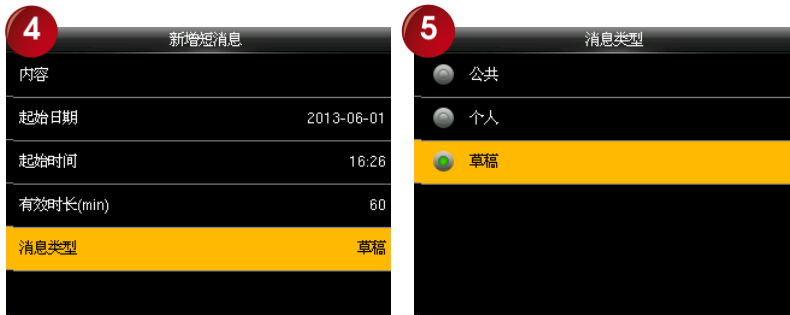 4
新增短消息
内容
起始日期 2013-06-01
起始时间 16:26
有效时长(min) 60
消息类型 草稿
5
消息类型
公共
个人
草稿